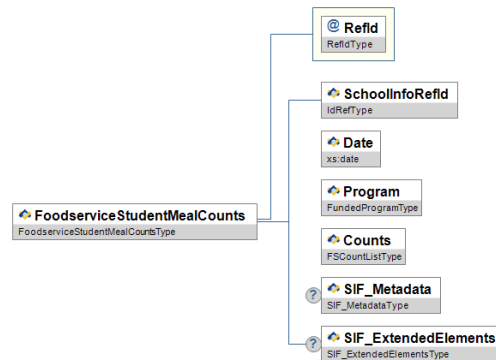 @ RefId
RefIdType
SchoolInfoRefId
IdRefType
Date
xs:date
Program
FundedProgramType
FoodserviceStudentMealCounts
FoodserviceStudentMealCountsType
Counts
FSCountListType
? SIF_Metadata
SIF_MetadataType
? SIF_ExtendedElements
SIF_ExtendedElementsType